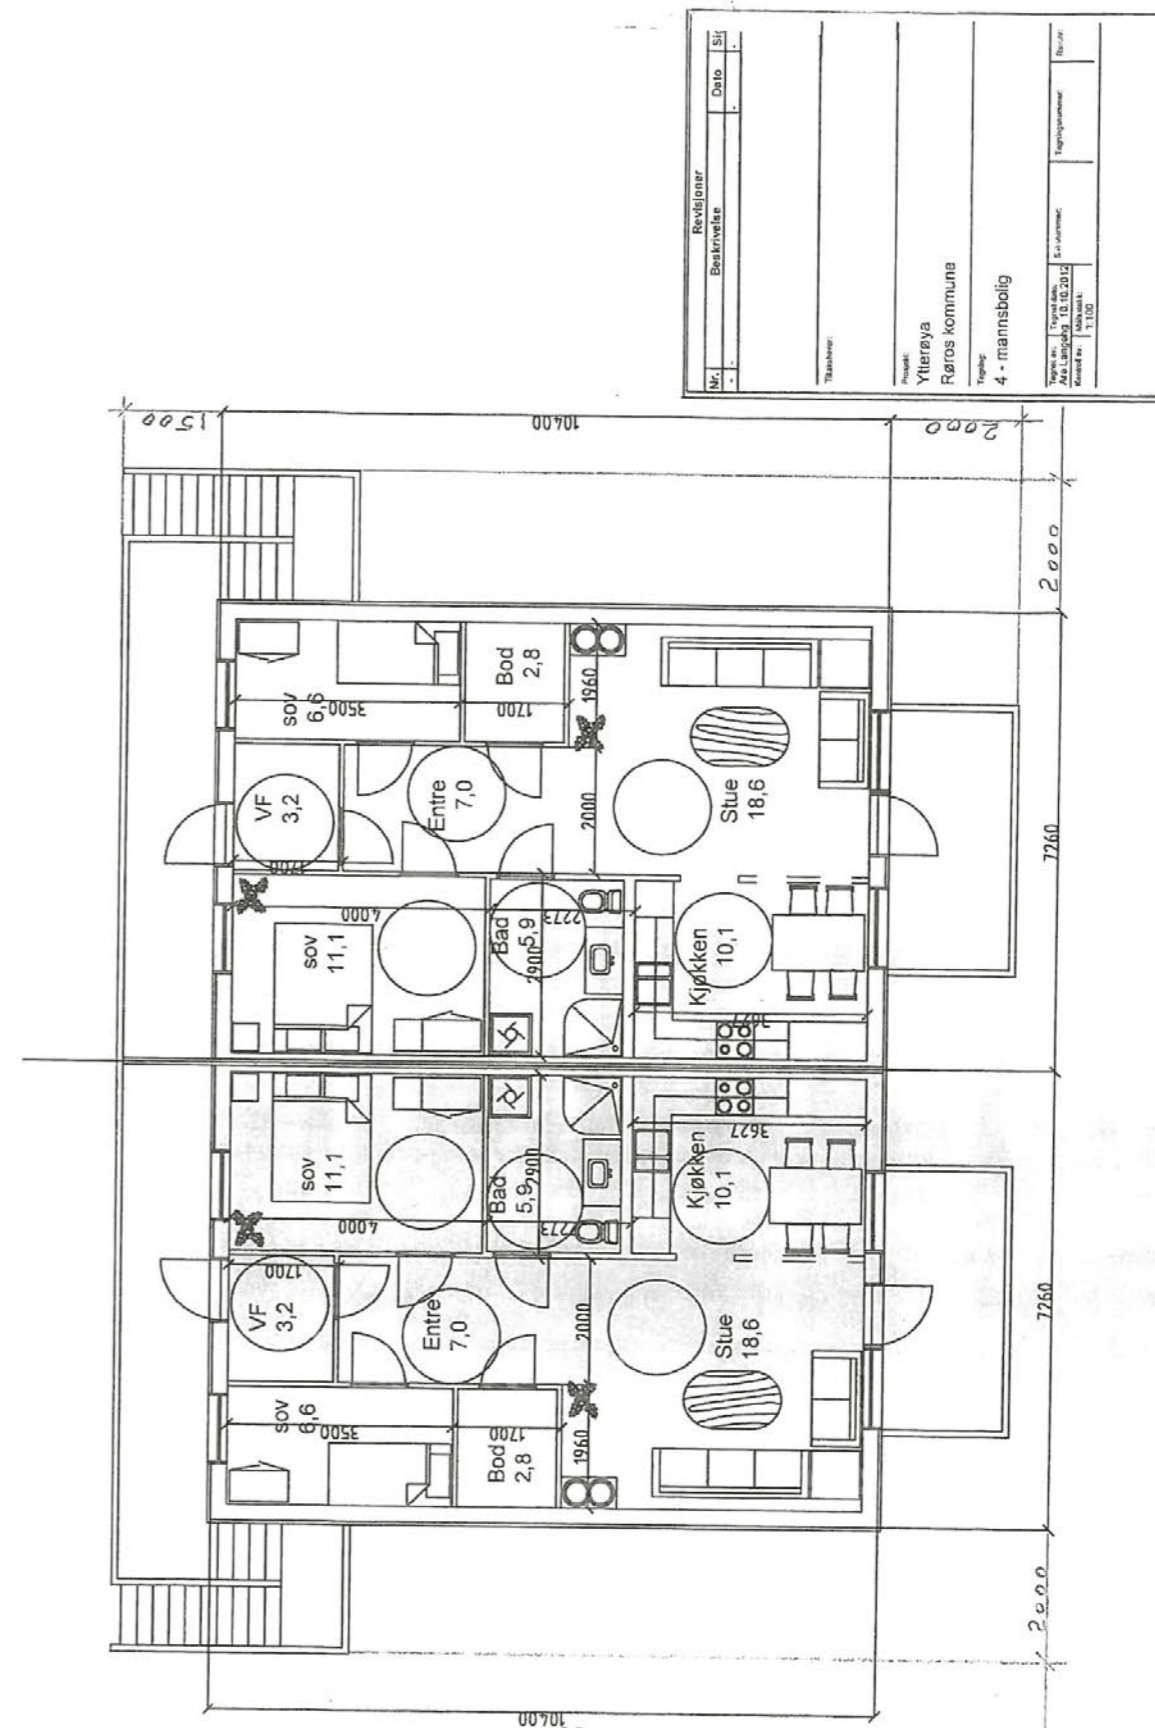 Revisjoner
Nr. Beskrivelse Dato Sig
- - - -
Tiltakshaver:
Prosjekt:
Ytterøya
Røros kommune
Tegning:
4 - mannsbolig
Tegnet av: Tegnet dato: Tegningsnummer:
10.10.2012
Målestokk:
1:100
1500
10400
2000
2000
sov
6,6
3500
Bod
2,8
1700
1960
VF
3,2
1700
Entre
7,0
2000
Stue
18,6
7260
sov
11,1
4000
Bad
5,9
2900
2273
Kjøkken
10,1
3627
sov
11,1
4000
Bad
5,9
2900
2273
Kjøkken
10,1
3627
VF
3,2
1700
Entre
7,0
2000
Stue
18,6
7260
sov
6,6
3500
Bod
2,8
1700
1960
2000
10400